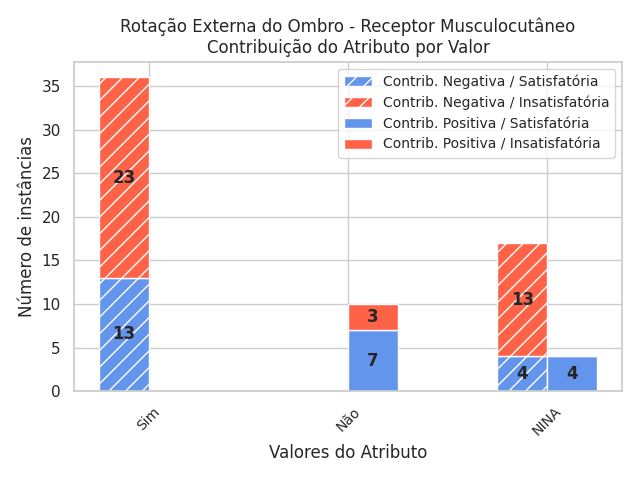 Rotação Externa do Ombro - Receptor Musculocutâneo
Contribuição do Atributo por Valor
Contrib. Negativa / Satisfatória
Contrib. Negativa / Insatisfatória
Contrib. Positiva / Satisfatória
Contrib. Positiva / Insatisfatória
Número de instâncias
35
30
25
20
15
10
5
0
23
13
3
7
13
4
4
Sim
Não
NINA
Valores do Atributo